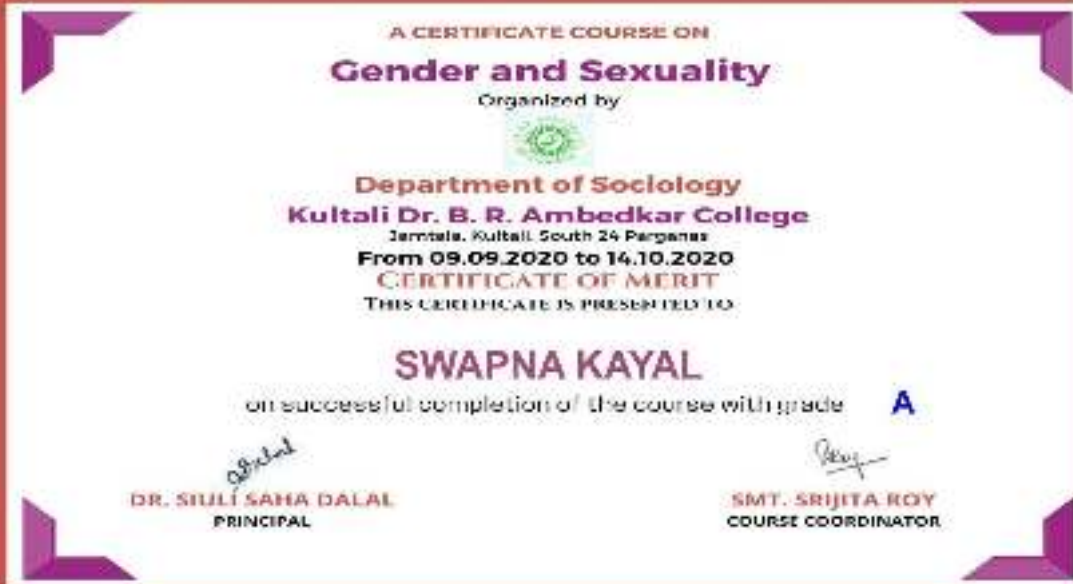 A CERTIFICATE COURSE ON
Gender and Sexuality
Organized by
Department of Sociology
Kultali Dr. B. R. Ambedkar College
Jamtala, Kultali, South 24 Parganas
From 09.09.2020 to 14.10.2020
CERTIFICATE OF MERIT
THIS CERTIFICATE IS PRESENTED TO
SWAPNA KAYAL
on successful completion of the course with grade A
DR. SIULI SAHA DALAL
SMT. SRIJITA ROY
PRINCIPAL
COURSE COORDINATOR